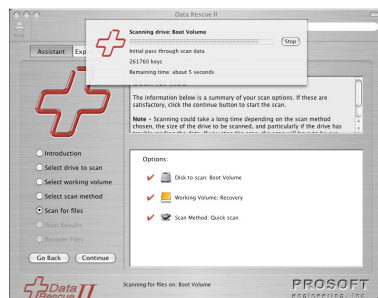 Data Rescue II
Print
Scanning drive: Boot Volume
Stop
Initial pass through scan data
261760 keys
Remaining time: about 5 seconds
Assistant
The information below is a summary of your scan options. If these are
satisfactory, click the continue button to start the scan.
Note - Scanning could take a long time depending on the scan method
chosen, the size of the drive to be scanned, and particularly if the drive has
Introduction
Select drive to scan
Select working volume
Select scan method
Scan for files
Scan Results
Recover Files
Options:
Disk to scan: Boot Volume
Working Volume: Recovery
Scan Method: Quick scan
Go Back
Continue
Data
Rescue II
Scanning for files on: Boot Volume
PROSOFT
engineering, inc.